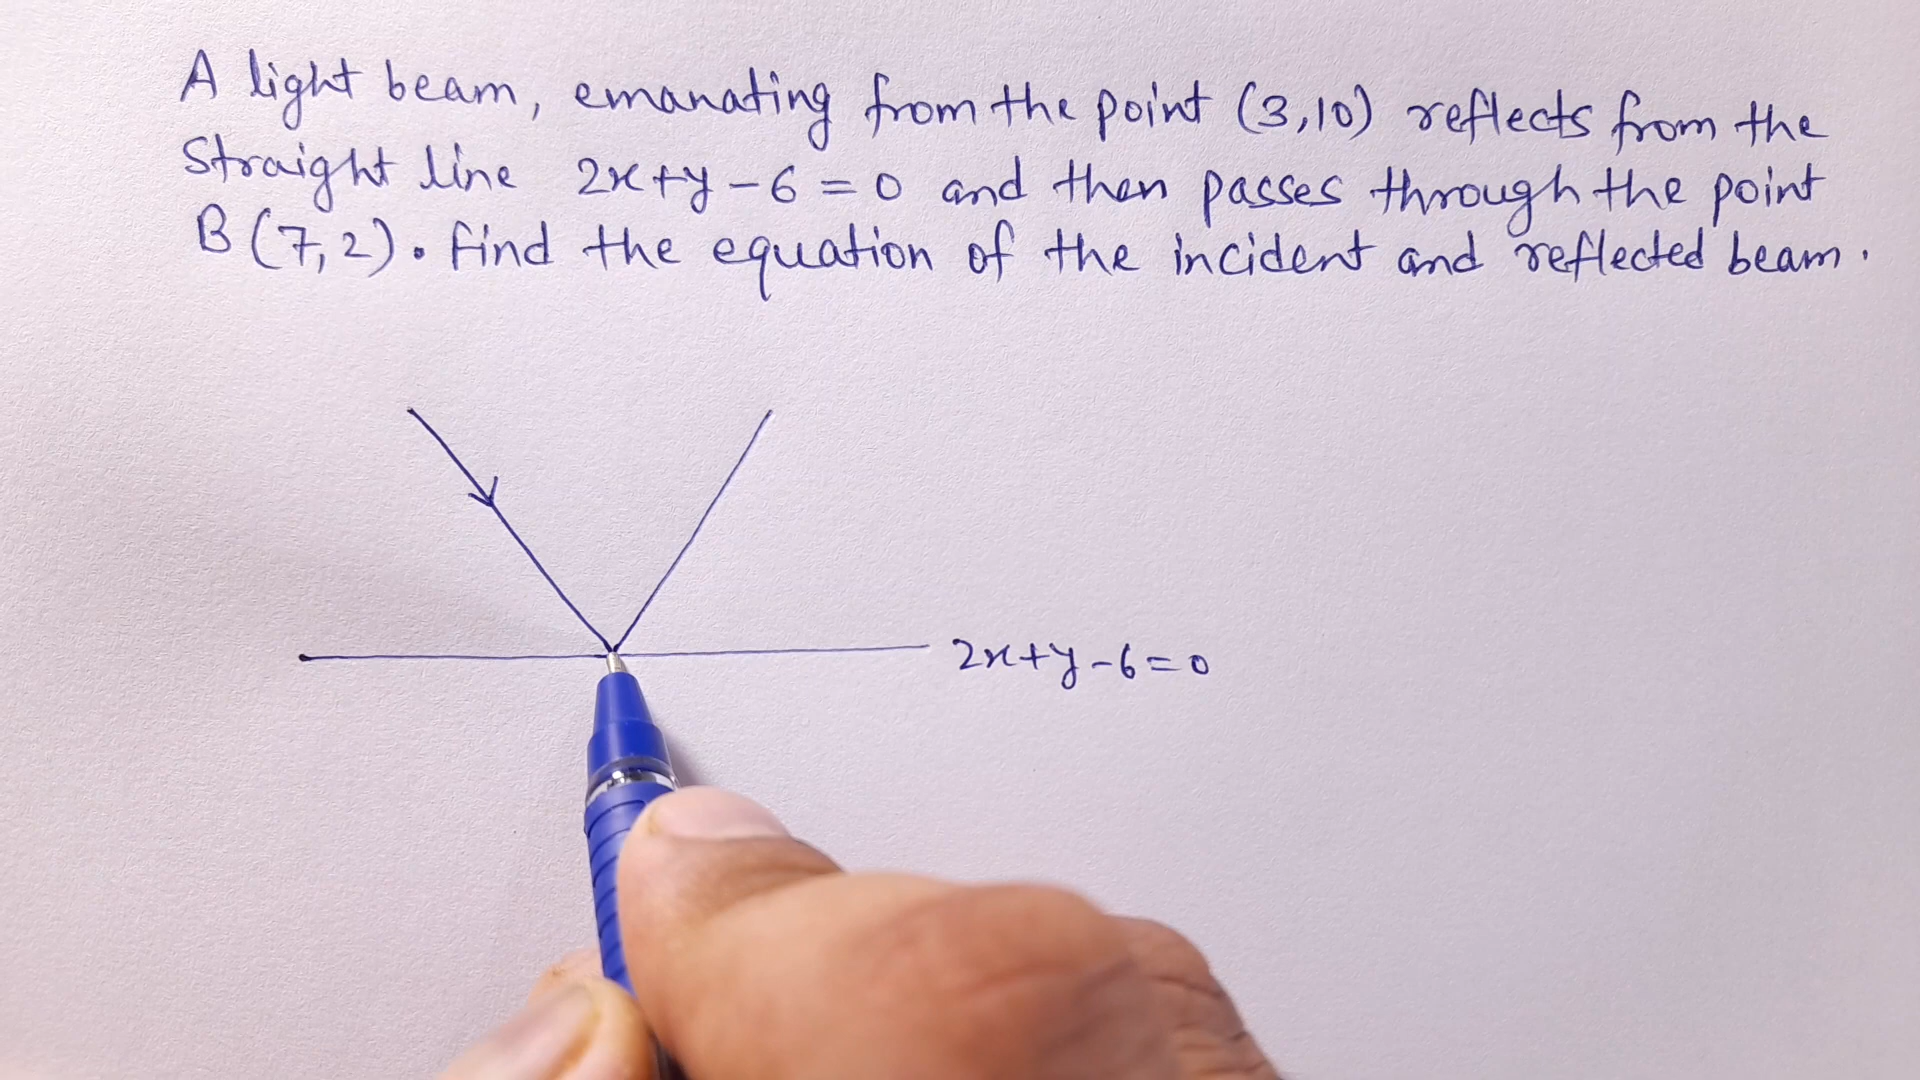 A light beam, emanating from the point (3,10) reflects from the
Straight line 2x+y-6=0 and then passes through the point
B(7,2). find the equation of the incident and reflected beam.
2x+y-6=0